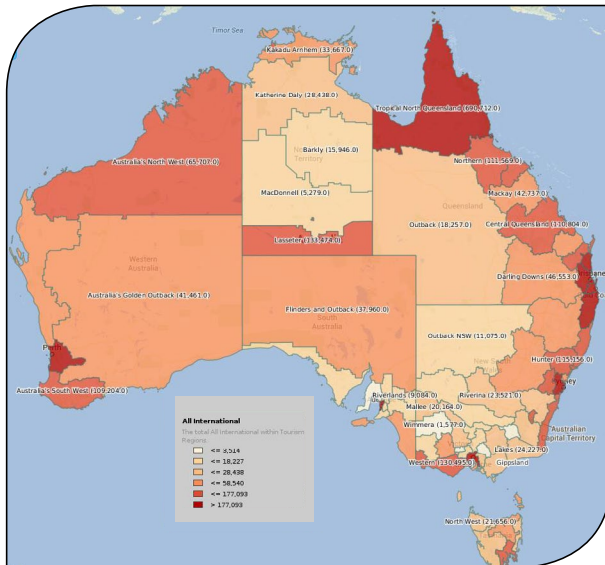 Timor Sea
Kakadu Arnhem (33,667.0)
Katherine Daly (28,438.0)
Tropical North Queensland (690,712.0)
Barkly (15,946.0)
Territory
Northern (111,569.0)
Australia's North West (65,707.0)
MacDonnell (5,279.0)
Mackay (42,737.0)
Queensland
Outback (18,257.0)
Central Queensland (110,804.0)
Lasseter (133,474.0)
Western
Australia
Darling Downs (46,553.0)
Australia's Golden Outback (41,461.0)
Flinders and Outback (37,960.0)
South
Australia
Outback NSW (11,075.0)
Perth
Hunter (115,156.0)
Australia's South West (109,204.0)
Riverlands (9,084.0)
Riverina (23,521.0)
Mallee (20,164.0)
Wimmera (1,577.0)
Australian
Capital Territory
Lakes (24,227.0)
Western (130,495.0)
Gippsland
North West (21,656.0)
All International
The total All International within Tourism
Regions
<= 3,514
<= 18,227
<= 28,438
<= 58,540
<= 177,093
> 177,093